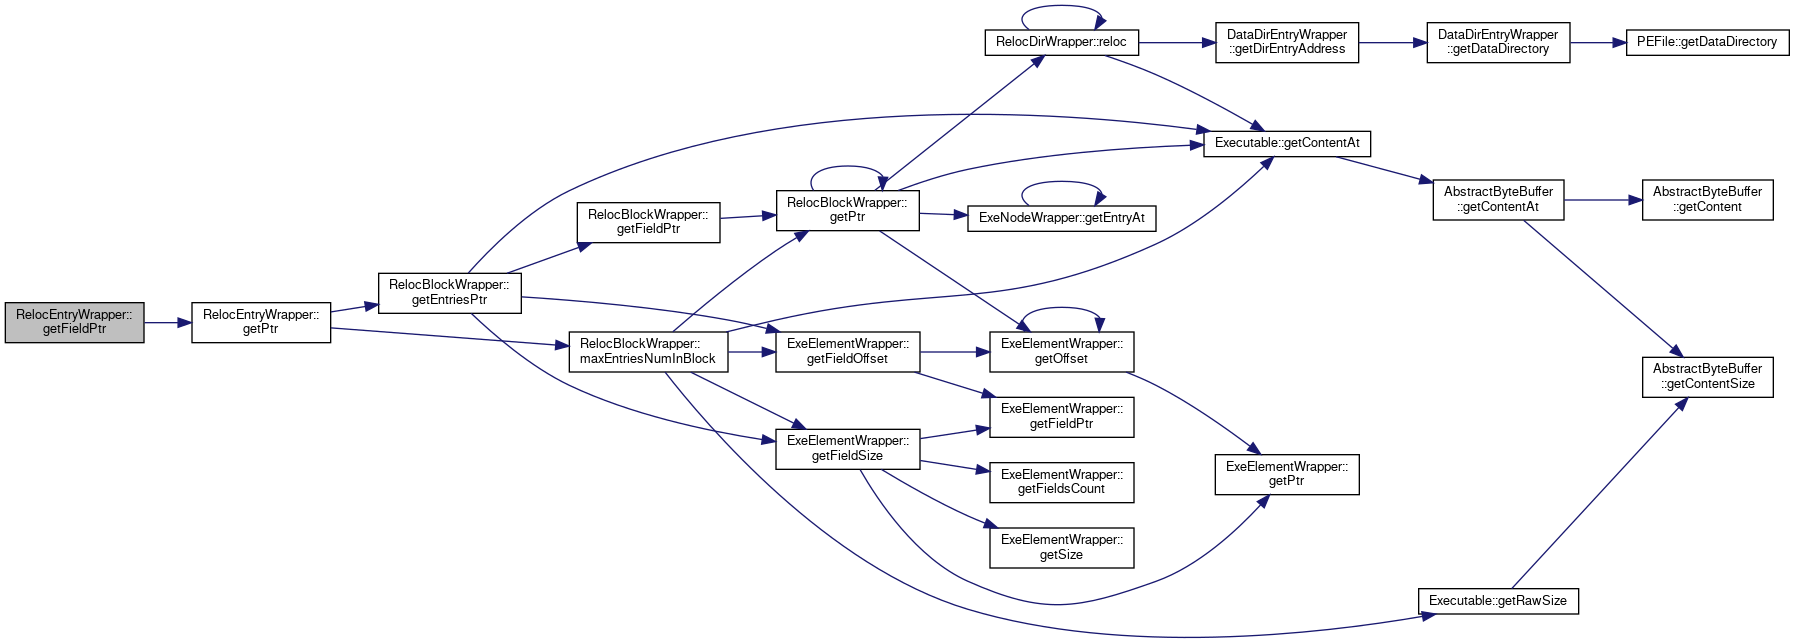 RelocEntryWrapper::
getFieldPtr
RelocEntryWrapper::
getPtr
RelocBlockWrapper::
getEntriesPtr
RelocBlockWrapper::
maxEntriesNumInBlock
RelocBlockWrapper::
getFieldPtr
RelocBlockWrapper::
getPtr
ExeElementWrapper::
getFieldOffset
ExeElementWrapper::
getFieldSize
RelocDirWrapper::reloc
ExeNodeWrapper::getEntryAt
ExeElementWrapper::
getOffset
ExeElementWrapper::
getFieldPtr
ExeElementWrapper::
getFieldsCount
ExeElementWrapper::
getSize
DataDirEntryWrapper
::getDirEntryAddress
Executable::getContentAt
ExeElementWrapper::
getPtr
DataDirEntryWrapper
::getDataDirectory
AbstractByteBuffer
::getContentAt
Executable::getRawSize
PEFile::getDataDirectory
AbstractByteBuffer
::getContent
AbstractByteBuffer
::getContentSize